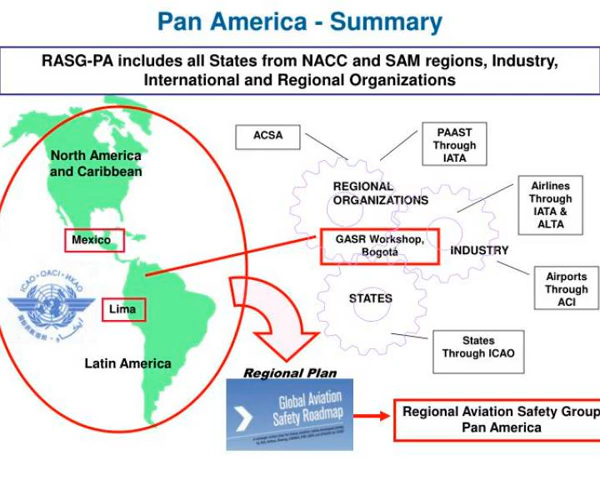 Pan America - Summary
RASG-PA includes all States from NACC and SAM regions, Industry,
International and Regional Organizations
North America
and Caribbean
Mexico
Lima
Latin America
ICAO · OACI
ACSA
PAAST
Through
IATA
REGIONAL
ORGANIZATIONS
Airlines
Through
IATA &
ALTA
GASR Workshop,
Bogotá
INDUSTRY
Airports
Through
ACI
STATES
States
Through ICAO
Regional Plan
Global Aviation
Safety Roadmap
Regional Aviation Safety Group
Pan America